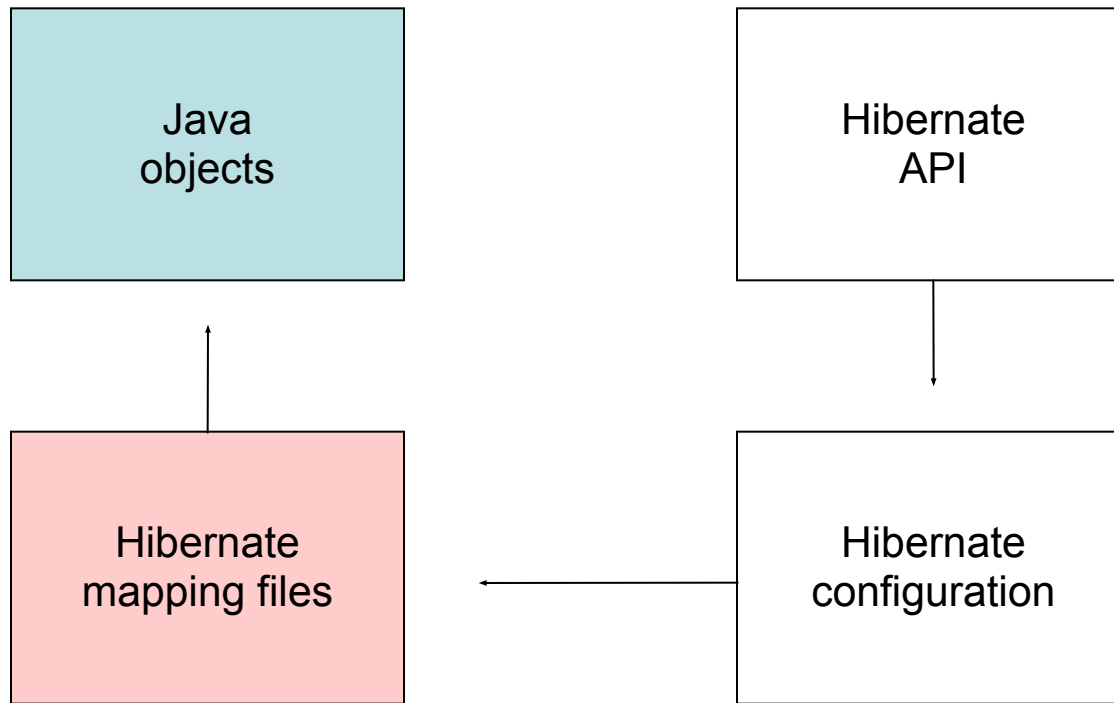 Java
objects
Hibernate
API
Hibernate
mapping files
Hibernate
configuration